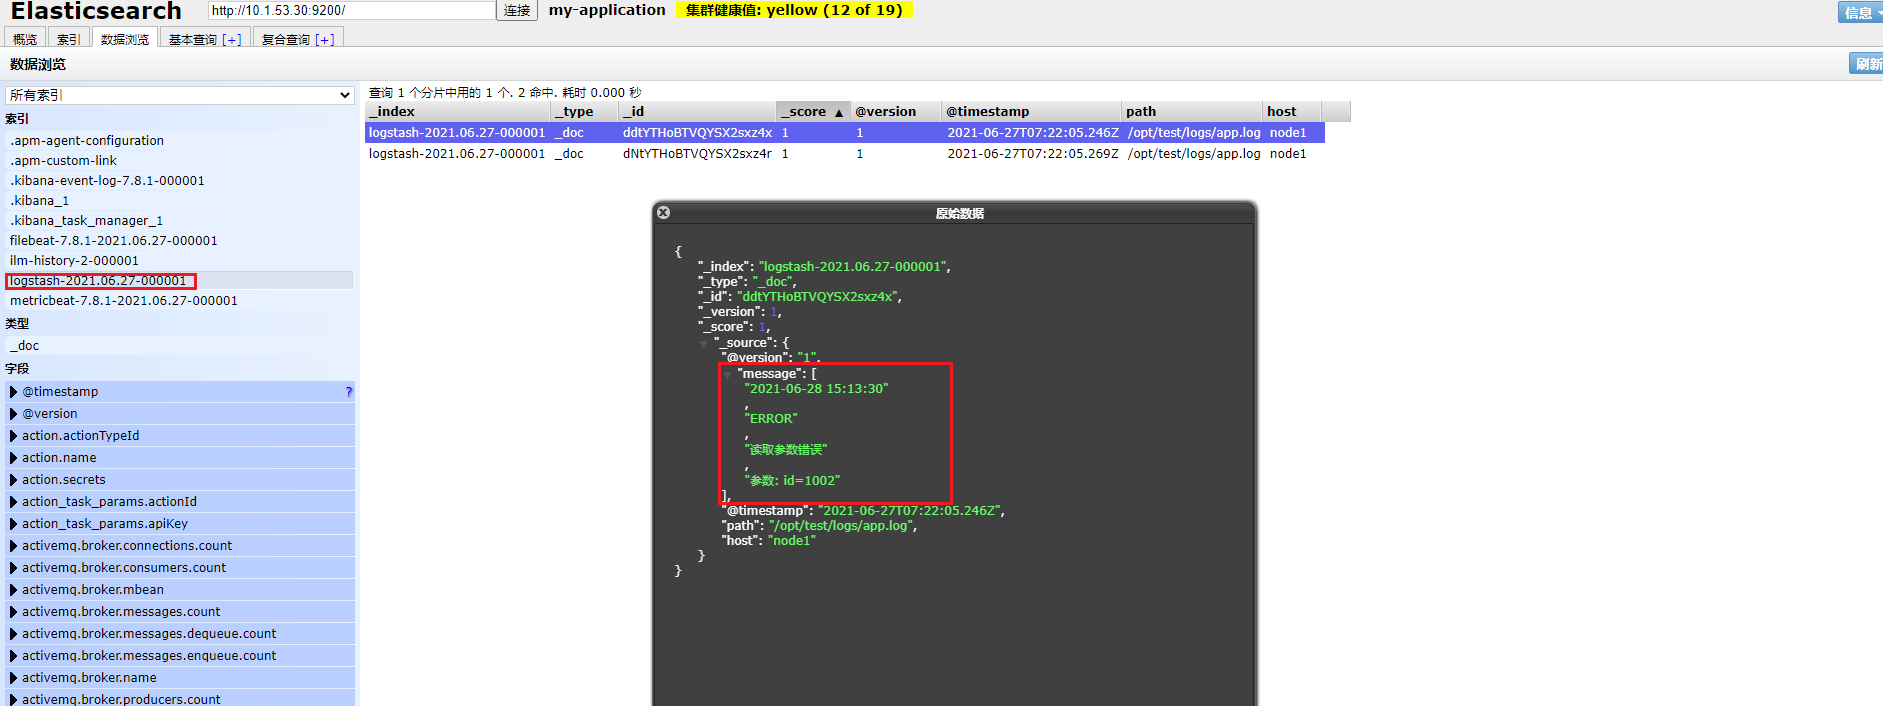 Elasticsearch http://10.1.53.30:9200/ 连接 my-application 集群健康值: yellow (12 of 19) 信息
概览 索引 数据浏览 基本查询 [+] 复合查询 [+]
数据浏览 刷新
所有索引
索引
.apm-agent-configuration
.apm-custom-link
.kibana-event-log-7.8.1-000001
.kibana_1
.kibana_task_manager_1
filebeat-7.8.1-2021.06.27-000001
ilm-history-2-000001
logstash-2021.06.27-000001
metricbeat-7.8.1-2021.06.27-000001
类型
_doc
字段
@timestamp ?
@version
action.actionTypeId
action.name
action.secrets
action_task_params.actionId
action_task_params.apiKey
activemq.broker.connections.count
activemq.broker.consumers.count
activemq.broker.mbean
activemq.broker.messages.count
activemq.broker.messages.dequeue.count
activemq.broker.messages.enqueue.count
activemq.broker.name
activemq.broker.producers.count
查询 1 个分片中用的 1 个. 2 命中. 耗时 0.000 秒
_index _type _id _score ▲ @version @timestamp path host
logstash-2021.06.27-000001 _doc ddtYTHoBTVQYSX2sxz4x 1 1 2021-06-27T07:22:05.246Z /opt/test/logs/app.log node1
logstash-2021.06.27-000001 _doc dNtYTHoBTVQYSX2sxz4r 1 1 2021-06-27T07:22:05.269Z /opt/test/logs/app.log node1
原始数据
{
"_index": "logstash-2021.06.27-000001",
"_type": "_doc",
"_id": "ddtYTHoBTVQYSX2sxz4x",
"_version": 1,
"_score": 1,
"_source": {
"@version": "1",
"message": [
"2021-06-28 15:13:30"
,
"ERROR"
,
"读取参数错误"
,
"参数: id=1002"
],
"@timestamp": "2021-06-27T07:22:05.246Z",
"path": "/opt/test/logs/app.log",
"host": "node1"
}
}